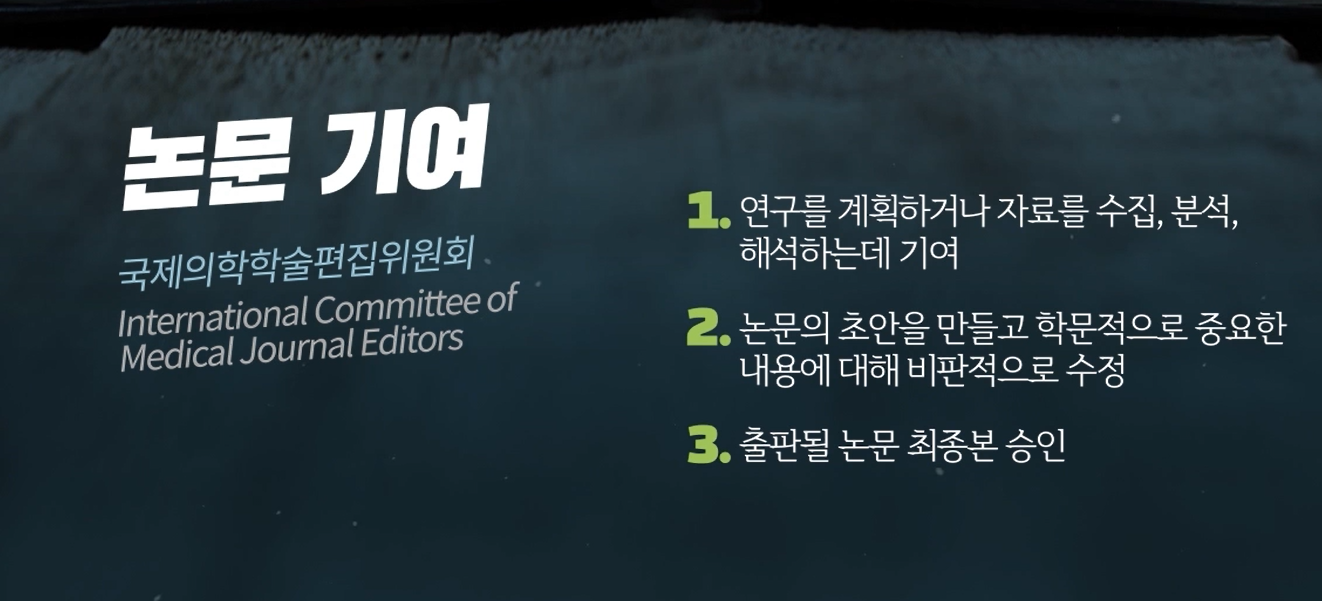 논문 기여
국제의학학술편집위원회
International Committee of
Medical Journal Editors
1. 연구를 계획하거나 자료를 수집, 분석,
해석하는데 기여
2. 논문의 초안을 만들고 학문적으로 중요한
내용에 대해 비판적으로 수정
3. 출판될 논문 최종본 승인